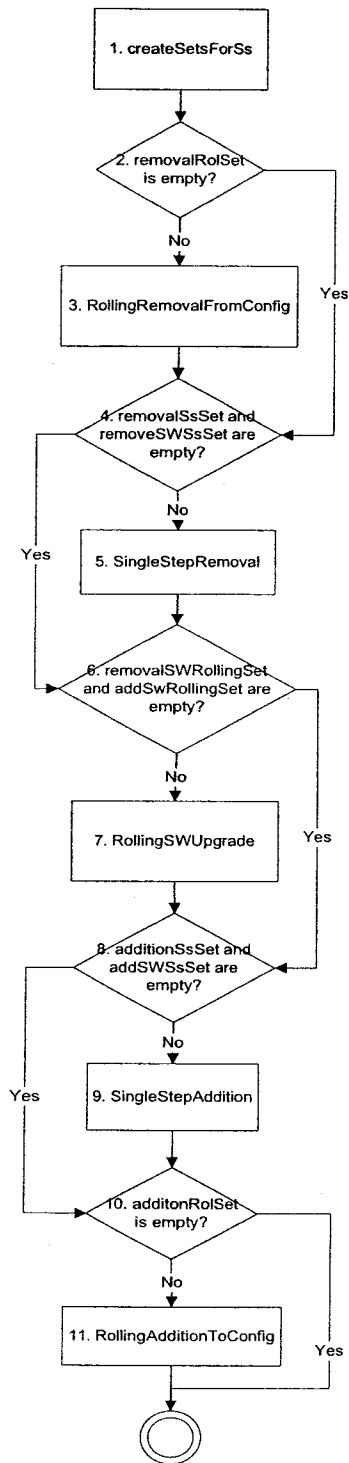 1. createSetsForSs
2. removalRolSet
is empty?
No
Yes
3. RollingRemovalFromConfig
4. removalSsSet and
removeSWSsSet are
empty?
No
Yes
5. SingleStepRemoval
6. removalSWRollingSet
and addSwRollingSet are
empty?
No
Yes
7. RollingSWUpgrade
8. additionSsSet and
addSWSsSet are
empty?
No
Yes
9. SingleStepAddition
10. additonRolSet
is empty?
No
Yes
11. RollingAdditionToConfig